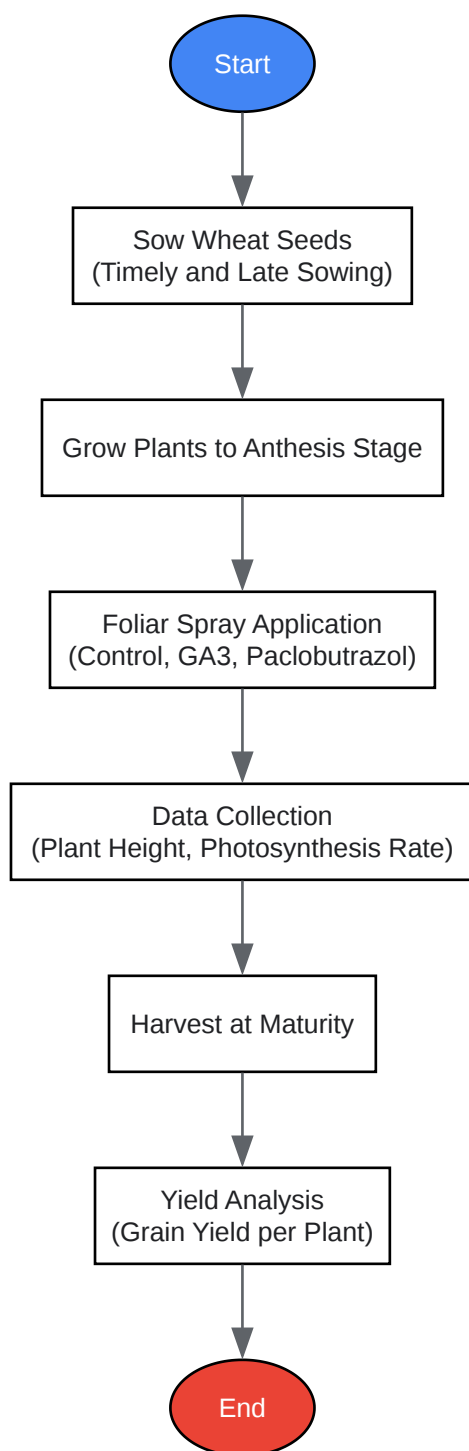 Start
Sow Wheat Seeds
(Timely and Late Sowing)
Grow Plants to Anthesis Stage
Foliar Spray Application
(Control, GA3, Paclobutrazol)
Data Collection
(Plant Height, Photosynthesis Rate)
Harvest at Maturity
Yield Analysis
(Grain Yield per Plant)
End